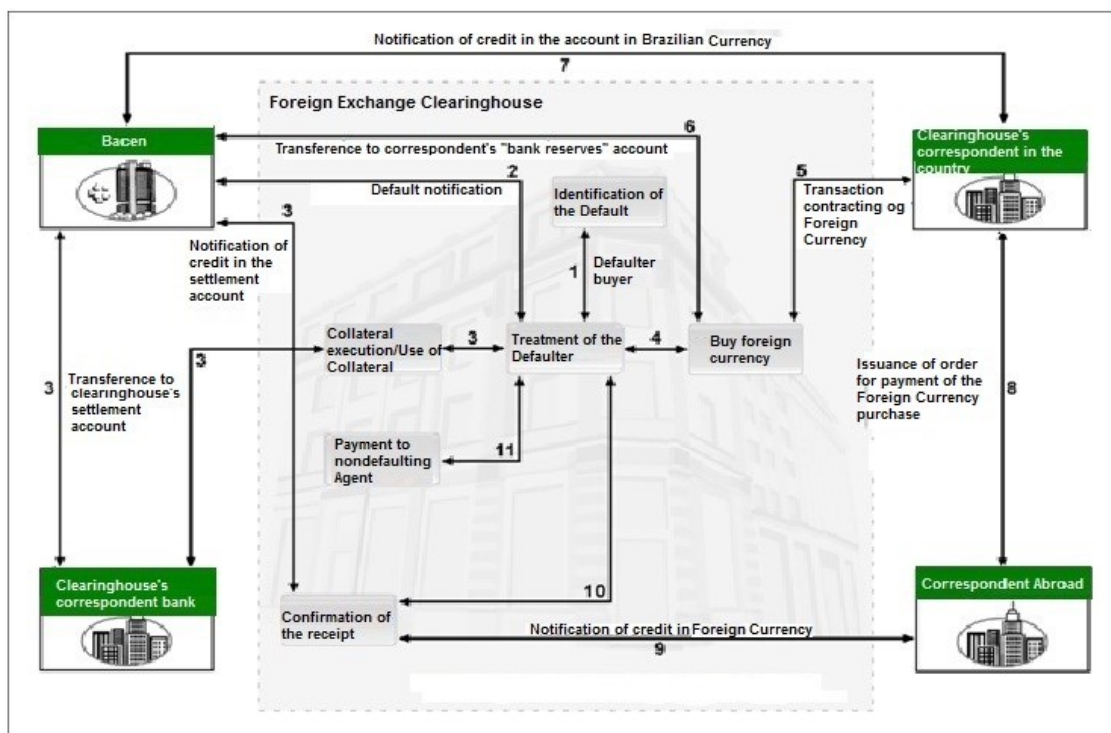 Notification of credit in the account in Brazilian Currency
7
Foreign Exchange Clearinghouse
Bacen
6
Clearinghouse's
correspondent in the
country
Transference to correspondent's "bank reserves" account
2
Default notification
Identification of
the Default
5
Transaction
contracting og
Foreign
Currency
3
Notification of
credit in the
settlement
account
1
Defaulter
buyer
Collateral
execution/Use of
Collateral
3
Treatment of the
Defaulter
4
Buy foreign
currency
3
3
Transference to
clearinghouse's
settlement
account
Issuance of order
for payment of the
Foreign Currency
purchase
8
Payment to
nondefaulting
Agent
11
Clearinghouse's
correspondent bank
Correspondent Abroad
10
Confirmation of
the receipt
Notification of credit in Foreign Currency
9